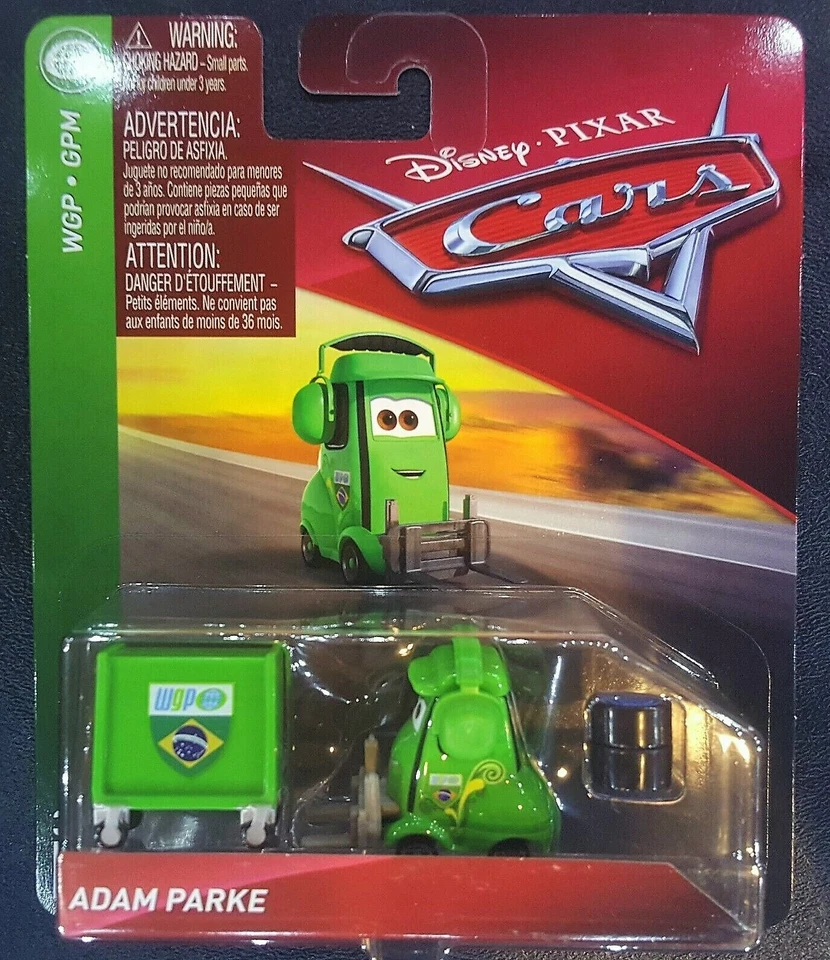 WGP • GPM
WARNING:
CHOKING HAZARD – Small parts.
Not for children under 3 years.
ADVERTENCIA:
PELIGRO DE ASFIXIA.
Juguete no recomendado para menores
de 3 años. Contiene piezas pequeñas que
podrían provocar asfixia en caso de ser
ingeridas por el niño/a.
ATTENTION:
DANGER D'ÉTOUFFEMENT –
Petits éléments. Ne convient pas
aux enfants de moins de 36 mois.
Disney • PIXAR
Cars
wgp
ADAM PARKE